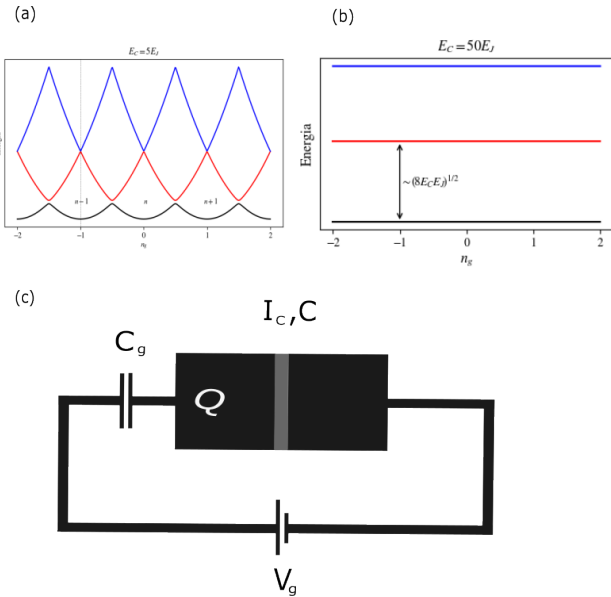 (a)
E_C = 5E_J
n−1
n
n+1
−2
−1
0
1
2
n_g
(b)
E_C = 50E_J
Energia
~(8E_C E_J)^{1/2}
−2
−1
0
1
2
n_g
(c)
I_c,C
C_g
Q
V_g